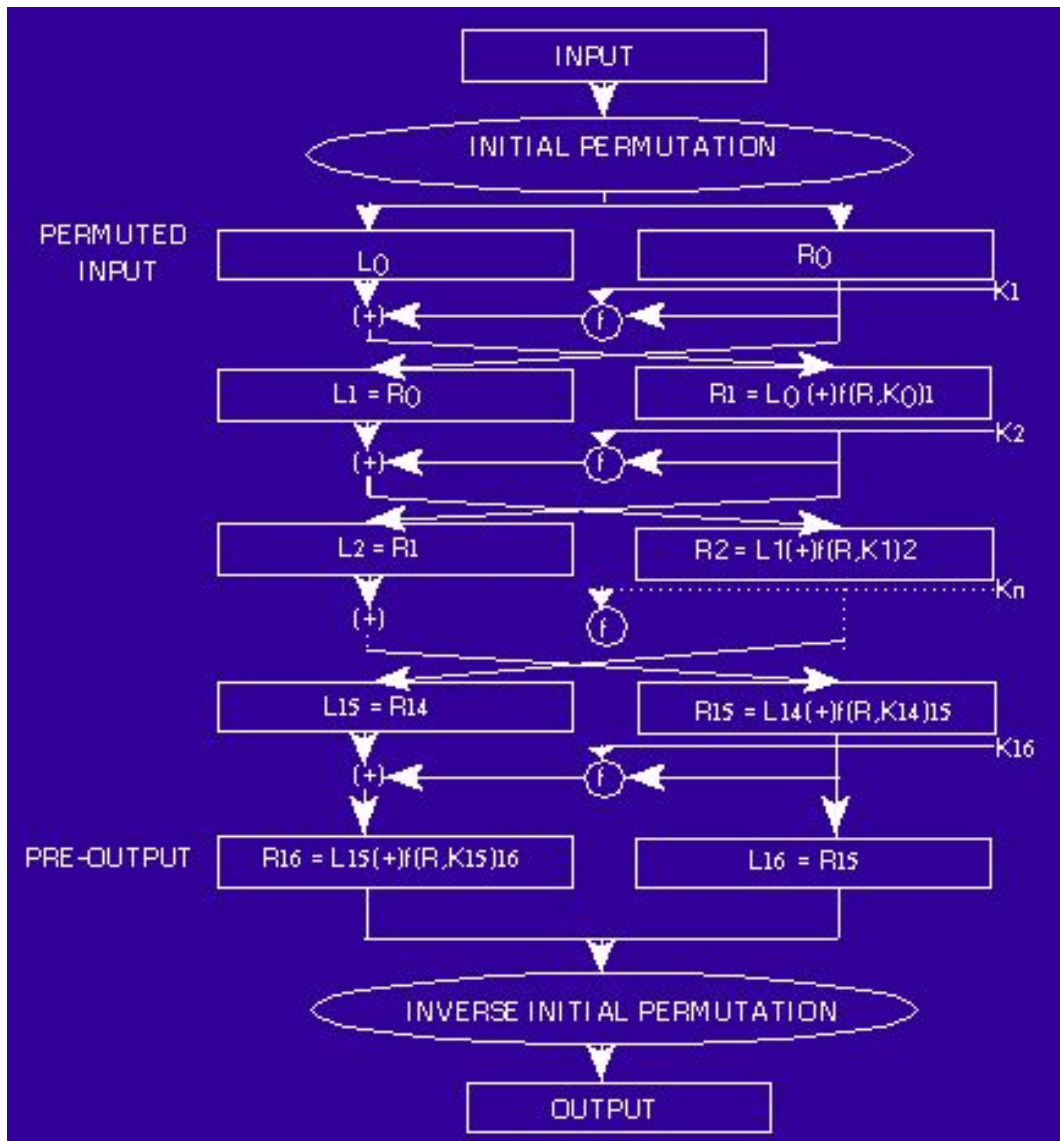 INPUT
INITIAL PERMUTATION
PERMUTED
INPUT
L0
R0
K1
(+)
f
L1 = R0
R1 = L0 (+)f(R,K0)1
K2
(+)
f
L2 = R1
R2 = L1(+)f(R,K1)2
Kn
(+)
f
L15 = R14
R15 = L14(+)f(R,K14)15
K16
(+)
f
PRE-OUTPUT
R16 = L15(+)f(R,K15)16
L16 = R15
INVERSE INITIAL PERMUTATION
OUTPUT